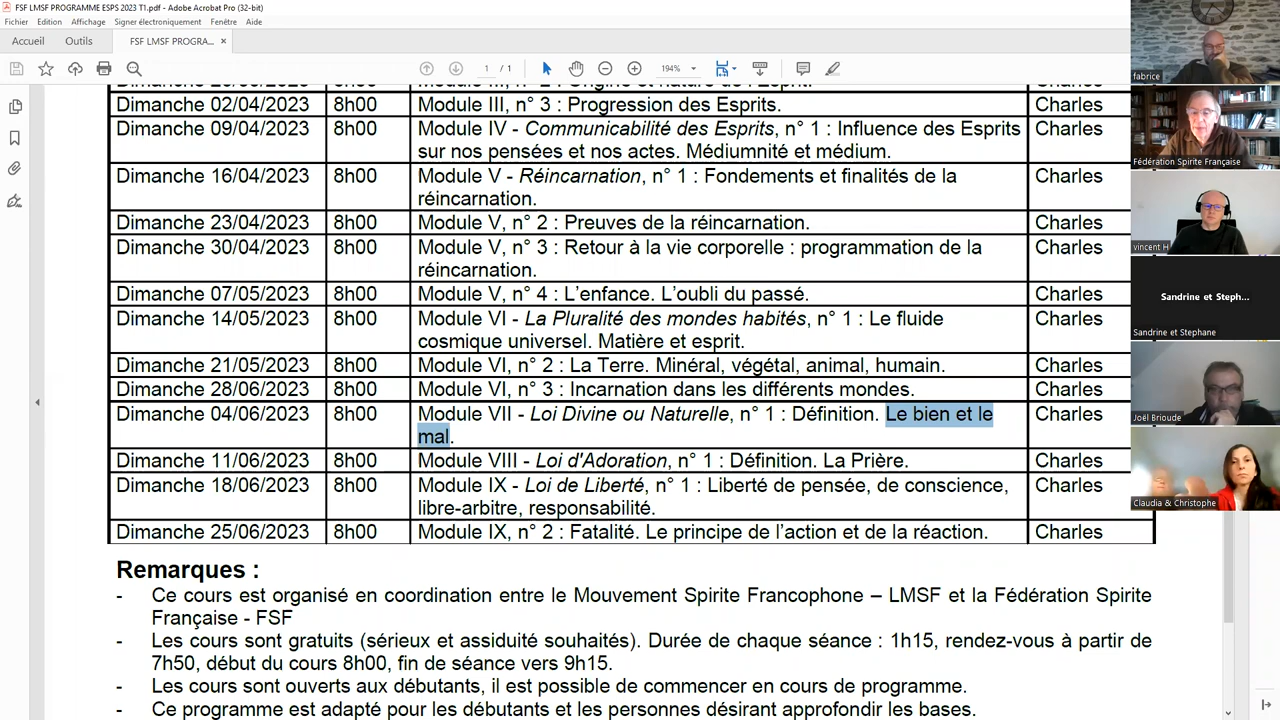 FSF LMSF PROGRAMME ESPS 2023 T1.pdf - Adobe Acrobat Pro (32-bit)
Fichier Edition Affichage Signer électroniquement Fenêtre Aide
Accueil Outils FSF LMSF PROGRA... ×
1 / 1 194%
Dimanche 02/04/2023 8h00 Module III, n° 3 : Progression des Esprits. Charles
Dimanche 09/04/2023 8h00 Module IV - Communicabilité des Esprits, n° 1 : Influence des Esprits Charles
sur nos pensées et nos actes. Médiumnité et médium.
Dimanche 16/04/2023 8h00 Module V - Réincarnation, n° 1 : Fondements et finalités de la Charles
réincarnation.
Dimanche 23/04/2023 8h00 Module V, n° 2 : Preuves de la réincarnation. Charles
Dimanche 30/04/2023 8h00 Module V, n° 3 : Retour à la vie corporelle : programmation de la Charles
réincarnation.
Dimanche 07/05/2023 8h00 Module V, n° 4 : L’enfance. L’oubli du passé. Charles
Dimanche 14/05/2023 8h00 Module VI - La Pluralité des mondes habités, n° 1 : Le fluide Charles
cosmique universel. Matière et esprit.
Dimanche 21/05/2023 8h00 Module VI, n° 2 : La Terre. Minéral, végétal, animal, humain. Charles
Dimanche 28/06/2023 8h00 Module VI, n° 3 : Incarnation dans les différents mondes. Charles
Dimanche 04/06/2023 8h00 Module VII - Loi Divine ou Naturelle, n° 1 : Définition. Le bien et le Charles
mal.
Dimanche 11/06/2023 8h00 Module VIII - Loi d'Adoration, n° 1 : Définition. La Prière. Charles
Dimanche 18/06/2023 8h00 Module IX - Loi de Liberté, n° 1 : Liberté de pensée, de conscience, Charles
libre-arbitre, responsabilité.
Dimanche 25/06/2023 8h00 Module IX, n° 2 : Fatalité. Le principe de l’action et de la réaction. Charles
Remarques :
- Ce cours est organisé en coordination entre le Mouvement Spirite Francophone – LMSF et la Fédération Spirite
Française - FSF
- Les cours sont gratuits (sérieux et assiduité souhaités). Durée de chaque séance : 1h15, rendez-vous à partir de
7h50, début du cours 8h00, fin de séance vers 9h15.
- Les cours sont ouverts aux débutants, il est possible de commencer en cours de programme.
- Ce programme est adapté pour les débutants et les personnes désirant approfondir les bases.
fabrice
Fédération Spirite Française
vincent H
Sandrine et Steph...
Sandrine et Stephane
Joël Brioude
Claudia & Christophe